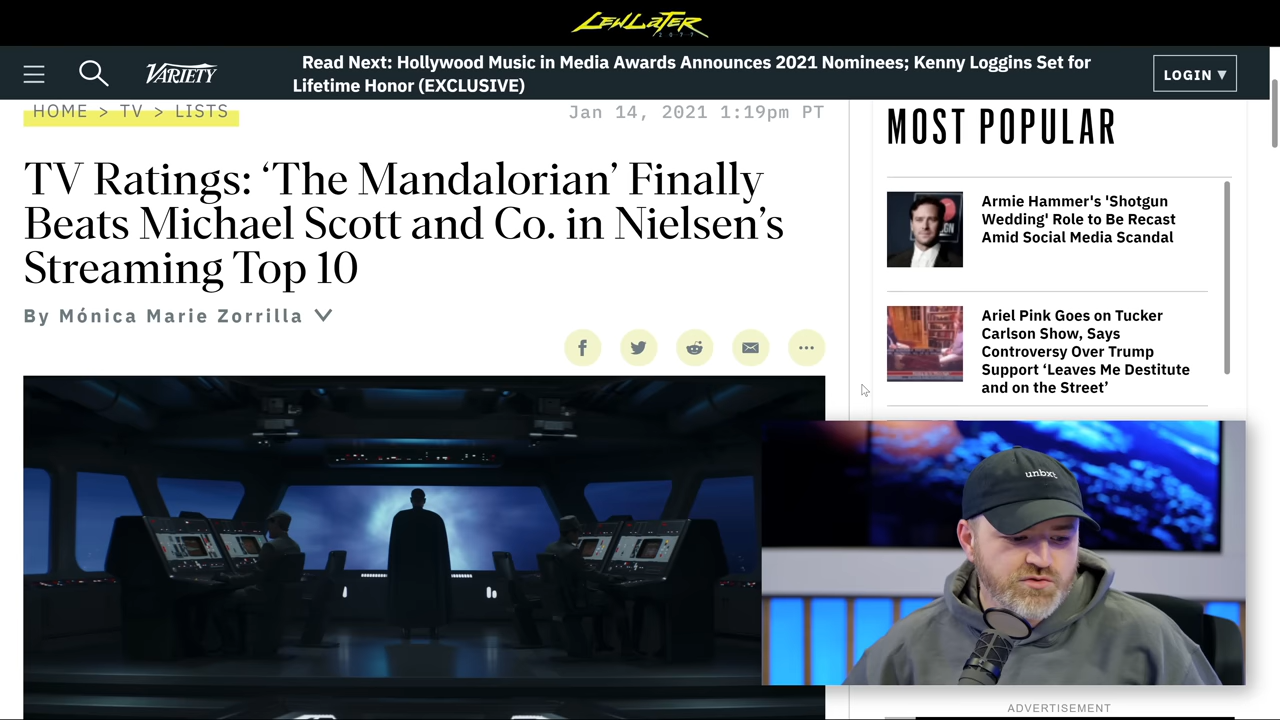 LEWLATER
2077
VARIETY
Read Next: Hollywood Music in Media Awards Announces 2021 Nominees; Kenny Loggins Set for
Lifetime Honor (EXCLUSIVE)
LOGIN ▼
HOME > TV > LISTS
Jan 14, 2021 1:19pm PT
TV Ratings: ‘The Mandalorian’ Finally
Beats Michael Scott and Co. in Nielsen’s
Streaming Top 10
By Mónica Marie Zorrilla
MOST POPULAR
Armie Hammer's 'Shotgun
Wedding' Role to Be Recast
Amid Social Media Scandal
Ariel Pink Goes on Tucker
Carlson Show, Says
Controversy Over Trump
Support ‘Leaves Me Destitute
and on the Street’
unbxt
ADVERTISEMENT